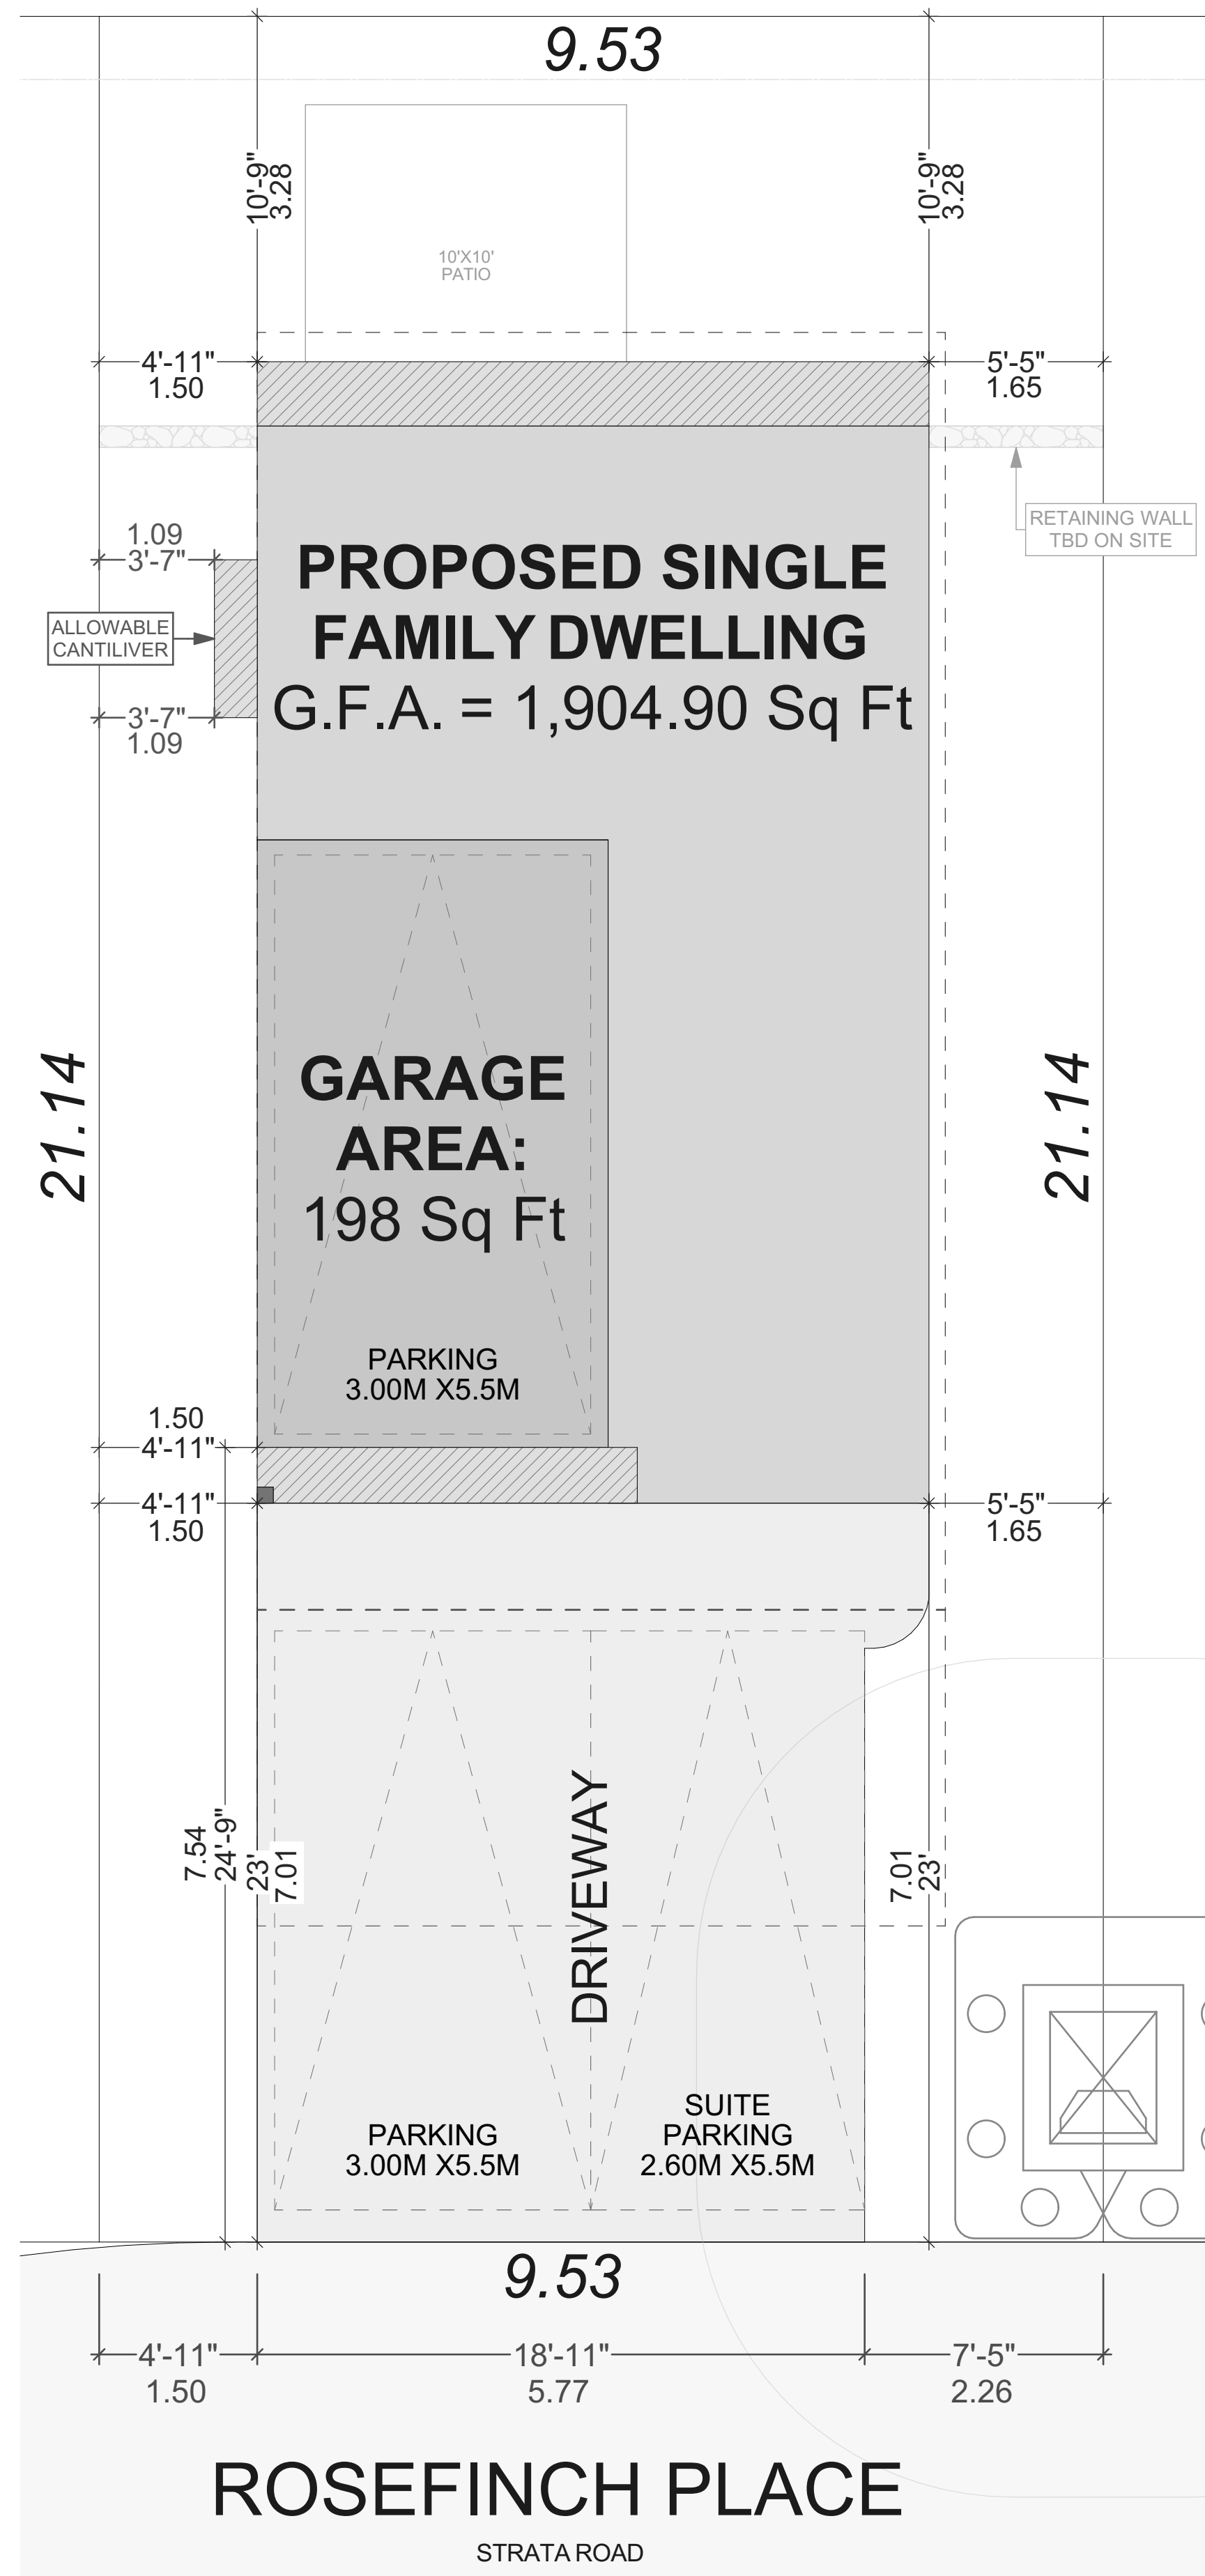 9.53
10'-9"
3.28
10'-9"
3.28
10'X10'
PATIO
4'-11"
1.50
5'-5"
1.65
RETAINING WALL
TBD ON SITE
1.09
3'-7"
ALLOWABLE
CANTILIVER
3'-7"
1.09
PROPOSED SINGLE
FAMILY DWELLING
G.F.A. = 1,904.90 Sq Ft
21.14
GARAGE
AREA:
198 Sq Ft
21.14
PARKING
3.00M X5.5M
1.50
4'-11"
4'-11"
1.50
5'-5"
1.65
7.54
24'-9"
23'
7.01
DRIVEWAY
7.01
23'
PARKING
3.00M X5.5M
SUITE
PARKING
2.60M X5.5M
9.53
4'-11"
1.50
18'-11"
5.77
7'-5"
2.26
ROSEFINCH PLACE
STRATA ROAD